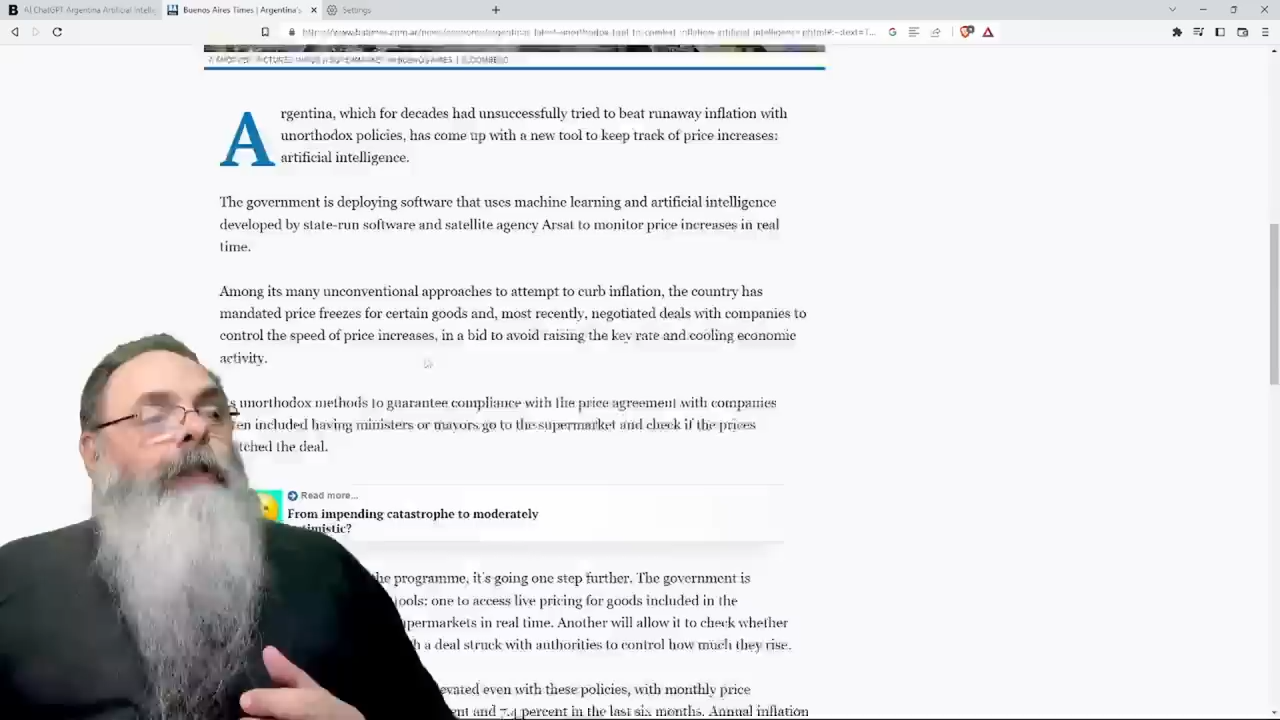 AI ChatGPT Argentina Artificial Intellig
Buenos Aires Times | Argentina's
Settings
Argentina, which for decades had unsuccessfully tried to beat runaway inflation with
unorthodox policies, has come up with a new tool to keep track of price increases:
artificial intelligence.
The government is deploying software that uses machine learning and artificial intelligence
developed by state-run software and satellite agency Arsat to monitor price increases in real
time.
Among its many unconventional approaches to attempt to curb inflation, the country has
mandated price freezes for certain goods and, most recently, negotiated deals with companies to
control the speed of price increases, in a bid to avoid raising the key rate and cooling economic
activity.
unorthodox methods to guarantee compliance with the price agreement with companies
included having ministers or mayors go to the supermarket and check if the prices
the deal.
Read more...
From impending catastrophe to moderately
the programme, it's going one step further. The government is
tools: one to access live pricing for goods included in the
in real time. Another will allow it to check whether
a deal struck with authorities to control how much they rise.
even with these policies, with monthly price
and 7.4 percent in the last six months. Annual inflation